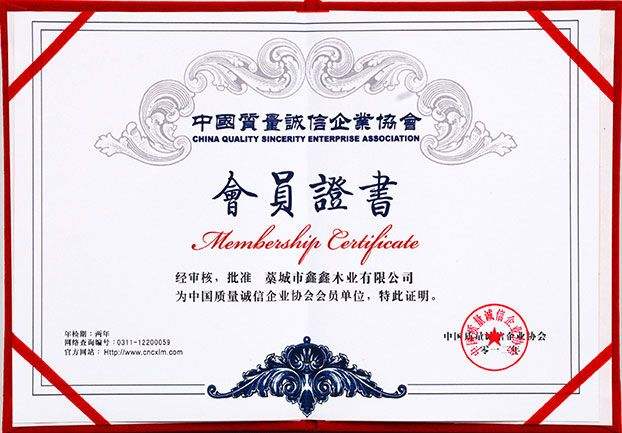 中國質量誠信企業協會
CHINA QUALITY SINCERITY ENTERPRISE ASSOCIATION
會員證書
Membership Certificate
经审核，批准 藁城市鑫鑫木业有限公司
为中国质量诚信企业协会会员单位，特此证明。
年检期：两年
网络查询编号：0311-12200059
官方网站：Http://www.cncxlm.com
中国质量诚信企业协会